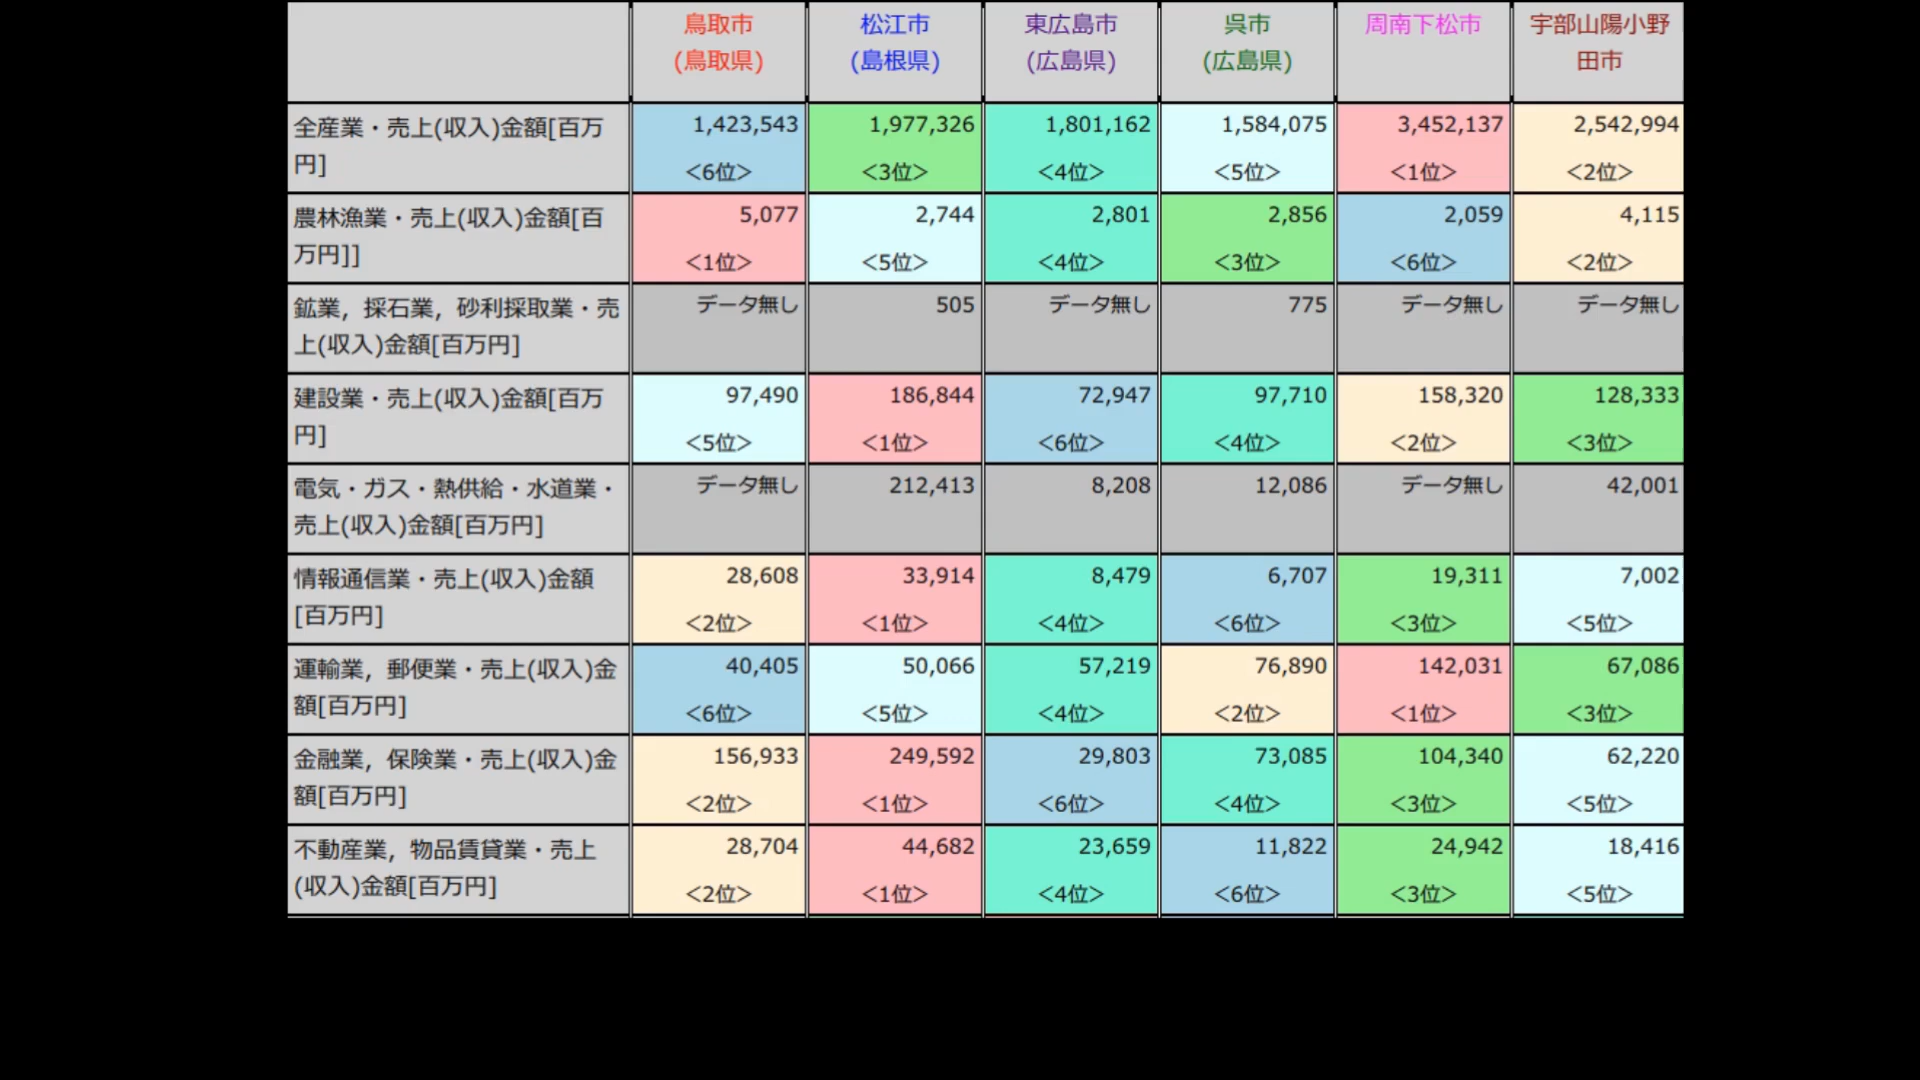 鳥取市 松江市 東広島市 呉市 周南下松市 宇部山陽小野
(鳥取県) (島根県) (広島県) (広島県) 田市
全産業・売上(収入)金額[百万 1,423,543 1,977,326 1,801,162 1,584,075 3,452,137 2,542,994
円] <6位> <3位> <4位> <5位> <1位> <2位>
農林漁業・売上(収入)金額[百 5,077 2,744 2,801 2,856 2,059 4,115
万円]] <1位> <5位> <4位> <3位> <6位> <2位>
鉱業，採石業，砂利採取業・売 データ無し 505 データ無し 775 データ無し データ無し
上(収入)金額[百万円]
建設業・売上(収入)金額[百万 97,490 186,844 72,947 97,710 158,320 128,333
円] <5位> <1位> <6位> <4位> <2位> <3位>
電気・ガス・熱供給・水道業・ データ無し 212,413 8,208 12,086 データ無し 42,001
売上(収入)金額[百万円]
情報通信業・売上(収入)金額 28,608 33,914 8,479 6,707 19,311 7,002
[百万円] <2位> <1位> <4位> <6位> <3位> <5位>
運輸業，郵便業・売上(収入)金 40,405 50,066 57,219 76,890 142,031 67,086
額[百万円] <6位> <5位> <4位> <2位> <1位> <3位>
金融業，保険業・売上(収入)金 156,933 249,592 29,803 73,085 104,340 62,220
額[百万円] <2位> <1位> <6位> <4位> <3位> <5位>
不動産業，物品賃貸業・売上 28,704 44,682 23,659 11,822 24,942 18,416
(収入)金額[百万円] <2位> <1位> <4位> <6位> <3位> <5位>